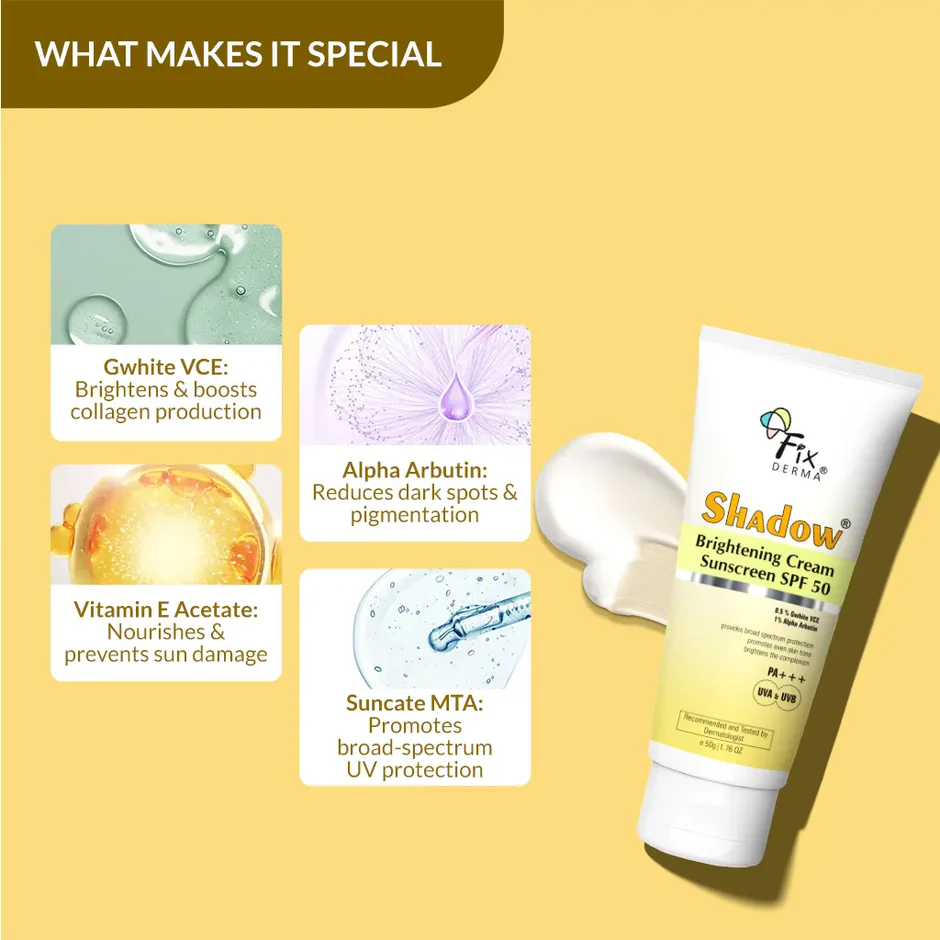 WHAT MAKES IT SPECIAL
Gwhite VCE:
Brightens & boosts
collagen production
Vitamin E Acetate:
Nourishes &
prevents sun damage
Alpha Arbutin:
Reduces dark spots &
pigmentation
Suncate MTA:
Promotes
broad-spectrum
UV protection
Fix
DERMA®
Shadow®
Brightening Cream
Sunscreen SPF 50
0.5 % Gwhite VCE
1% Alpha Arbutin
provides broad spectrum protection
promotes even skin tone
brightens the complexion
PA+++
UVA & UVB
Recommended and Tested by
Dermatologist
e 50g | 1.76 OZ